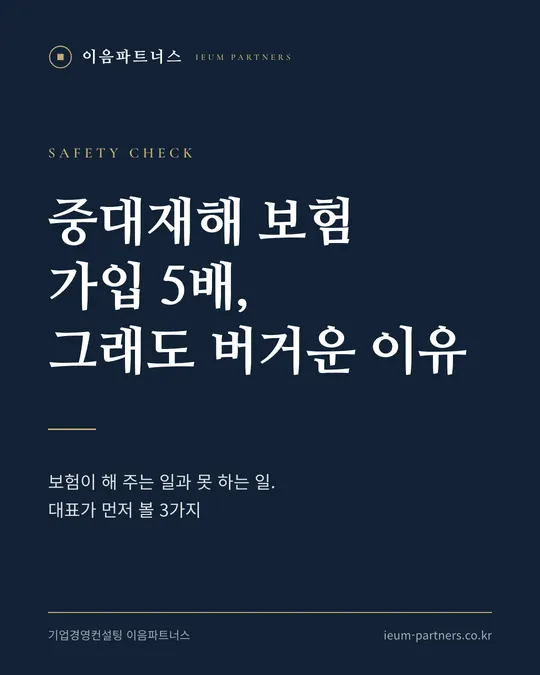 이음파트너스 IEUM PARTNERS
SAFETY CHECK
중대재해 보험
가입 5배,
그래도 버거운 이유
보험이 해 주는 일과 못 하는 일.
대표가 먼저 볼 3가지
기업경영컨설팅 이음파트너스 ieum-partners.co.kr